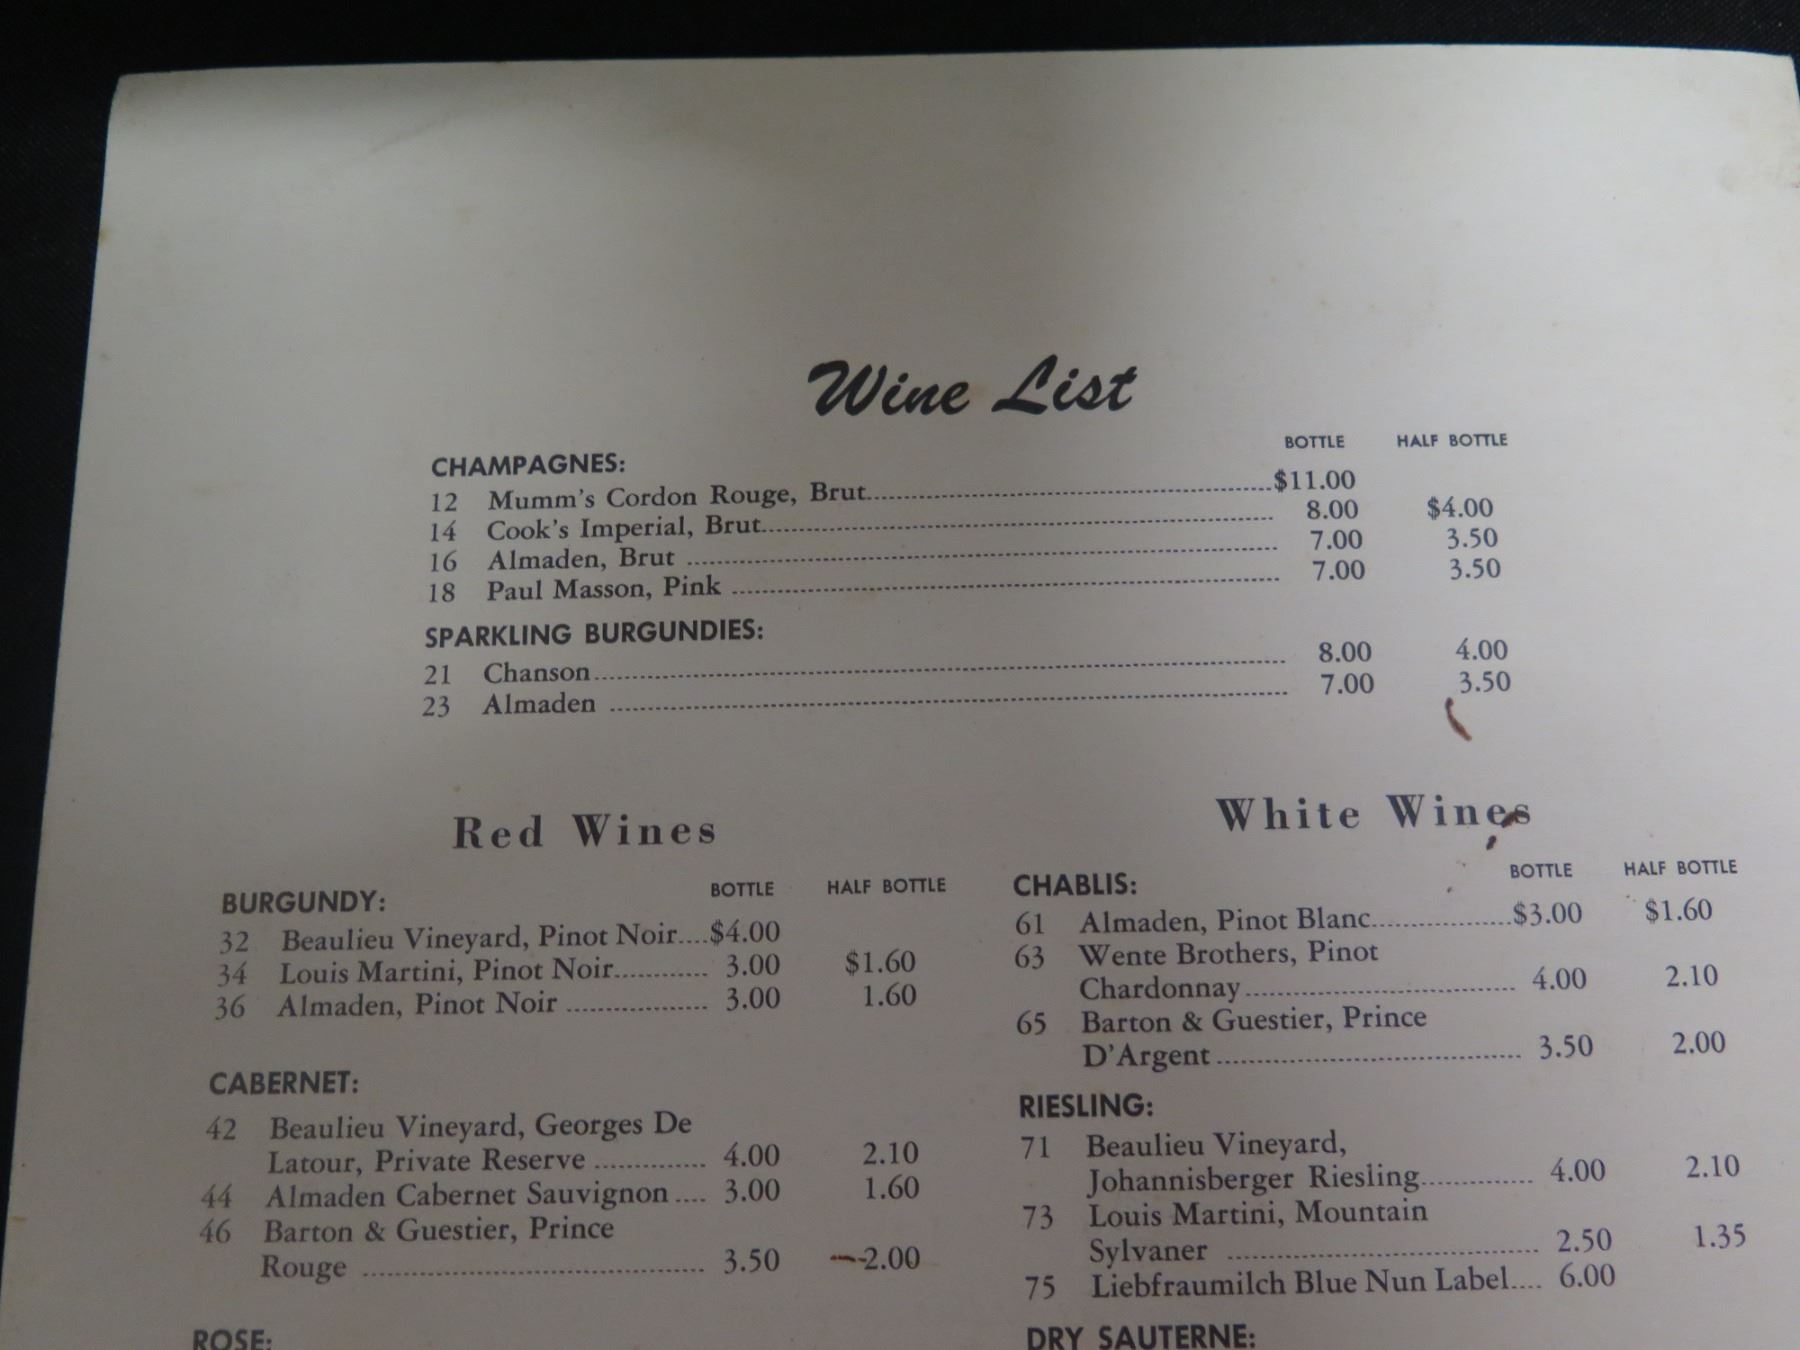 Wine List
BOTTLE HALF BOTTLE
CHAMPAGNES:
12 Mumm's Cordon Rouge, Brut..........$11.00
14 Cook's Imperial, Brut.......... 8.00 $4.00
16 Almaden, Brut .......... 7.00 3.50
18 Paul Masson, Pink .......... 7.00 3.50
SPARKLING BURGUNDIES:
21 Chanson.......... 8.00 4.00
23 Almaden .......... 7.00 3.50
Red Wines
BURGUNDY: BOTTLE HALF BOTTLE
32 Beaulieu Vineyard, Pinot Noir....$4.00
34 Louis Martini, Pinot Noir............ 3.00 $1.60
36 Almaden, Pinot Noir .................. 3.00 1.60
CABERNET:
42 Beaulieu Vineyard, Georges De
Latour, Private Reserve .............. 4.00 2.10
44 Almaden Cabernet Sauvignon .... 3.00 1.60
46 Barton & Guestier, Prince
Rouge .......... 3.50 2.00
ROSE:
White Wines
CHABLIS: BOTTLE HALF BOTTLE
61 Almaden, Pinot Blanc..................$3.00 $1.60
63 Wente Brothers, Pinot
Chardonnay.......... 4.00 2.10
65 Barton & Guestier, Prince
D'Argent.......... 3.50 2.00
RIESLING:
71 Beaulieu Vineyard,
Johannisberger Riesling.............. 4.00 2.10
73 Louis Martini, Mountain
Sylvaner .......... 2.50 1.35
75 Liebfraumilch Blue Nun Label.... 6.00
DRY SAUTERNE: